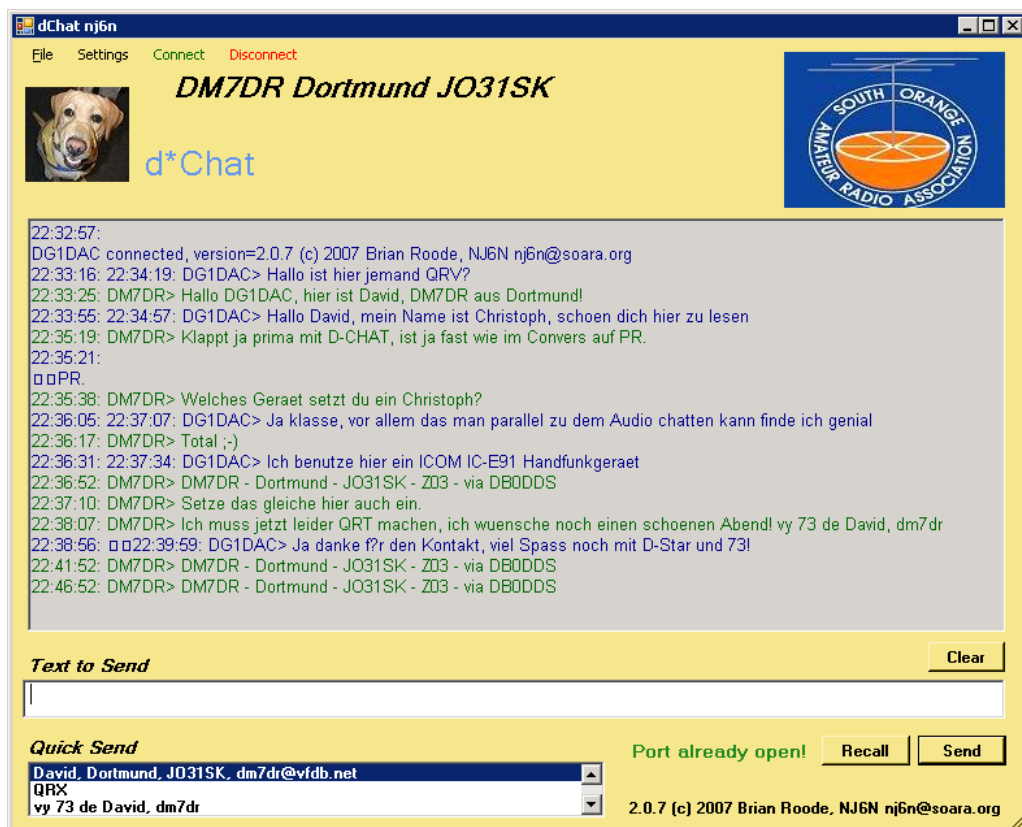 dChat nj6n
File Settings Connect Disconnect
DM7DR Dortmund JO31SK
d*Chat
SOUTH ORANGE
AMATEUR RADIO ASSOCIATION
22:32:57:
DG1DAC connected, version=2.0.7 (c) 2007 Brian Roode, NJ6N nj6n@soara.org
22:33:16: 22:34:19: DG1DAC> Hallo ist hier jemand QRV?
22:33:25: DM7DR> Hallo DG1DAC, hier ist David, DM7DR aus Dortmund!
22:33:55: 22:34:57: DG1DAC> Hallo David, mein Name ist Christoph, schoen dich hier zu lesen
22:35:19: DM7DR> Klappt ja prima mit D-CHAT, ist ja fast wie im Convers auf PR.
22:35:21:
▯▯PR.
22:35:38: DM7DR> Welches Geraet setzt du ein Christoph?
22:36:05: 22:37:07: DG1DAC> Ja klasse, vor allem das man parallel zu dem Audio chatten kann finde ich genial
22:36:17: DM7DR> Total ;-)
22:36:31: 22:37:34: DG1DAC> Ich benutze hier ein ICOM IC-E91 Handfunkgeraet
22:36:52: DM7DR> DM7DR - Dortmund - JO31SK - Z03 - via DB0DDS
22:37:10: DM7DR> Setze das gleiche hier auch ein.
22:38:07: DM7DR> Ich muss jetzt leider QRT machen, ich wuensche noch einen schoenen Abend! vy 73 de David, dm7dr
22:38:56: ▯▯22:39:59: DG1DAC> Ja danke f?r den Kontakt, viel Spass noch mit D-Star und 73!
22:41:52: DM7DR> DM7DR - Dortmund - JO31SK - Z03 - via DB0DDS
22:46:52: DM7DR> DM7DR - Dortmund - JO31SK - Z03 - via DB0DDS
Clear
Text to Send
Quick Send
Port already open! Recall Send
David, Dortmund, JO31SK, dm7dr@vfdb.net
QRX
vy 73 de David, dm7dr
2.0.7 (c) 2007 Brian Roode, NJ6N nj6n@soara.org